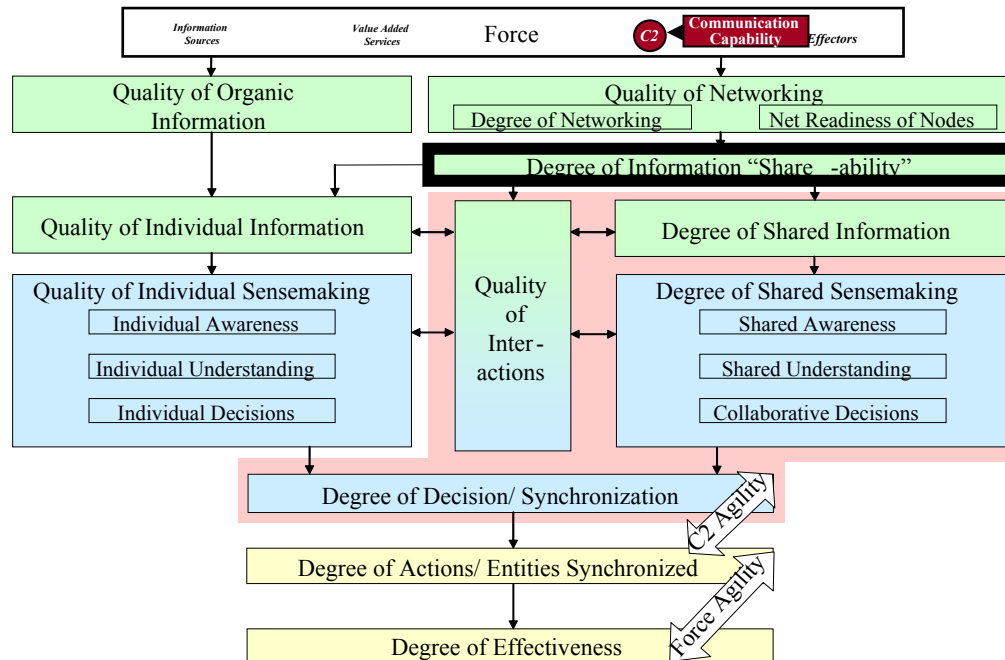 Information
Sources
Value Added
Services
Force
C2
Communication
Capability
Effectors
Quality of Organic
Information
Quality of Networking
Degree of Networking
Net Readiness of Nodes
Degree of Information “Share -ability”
Quality of Individual Information
Degree of Shared Information
Quality of Individual Sensemaking
Individual Awareness
Individual Understanding
Individual Decisions
Quality
of
Inter-
actions
Degree of Shared Sensemaking
Shared Awareness
Shared Understanding
Collaborative Decisions
Degree of Decision/ Synchronization
C2 Agility
Degree of Actions/ Entities Synchronized
Force Agility
Degree of Effectiveness